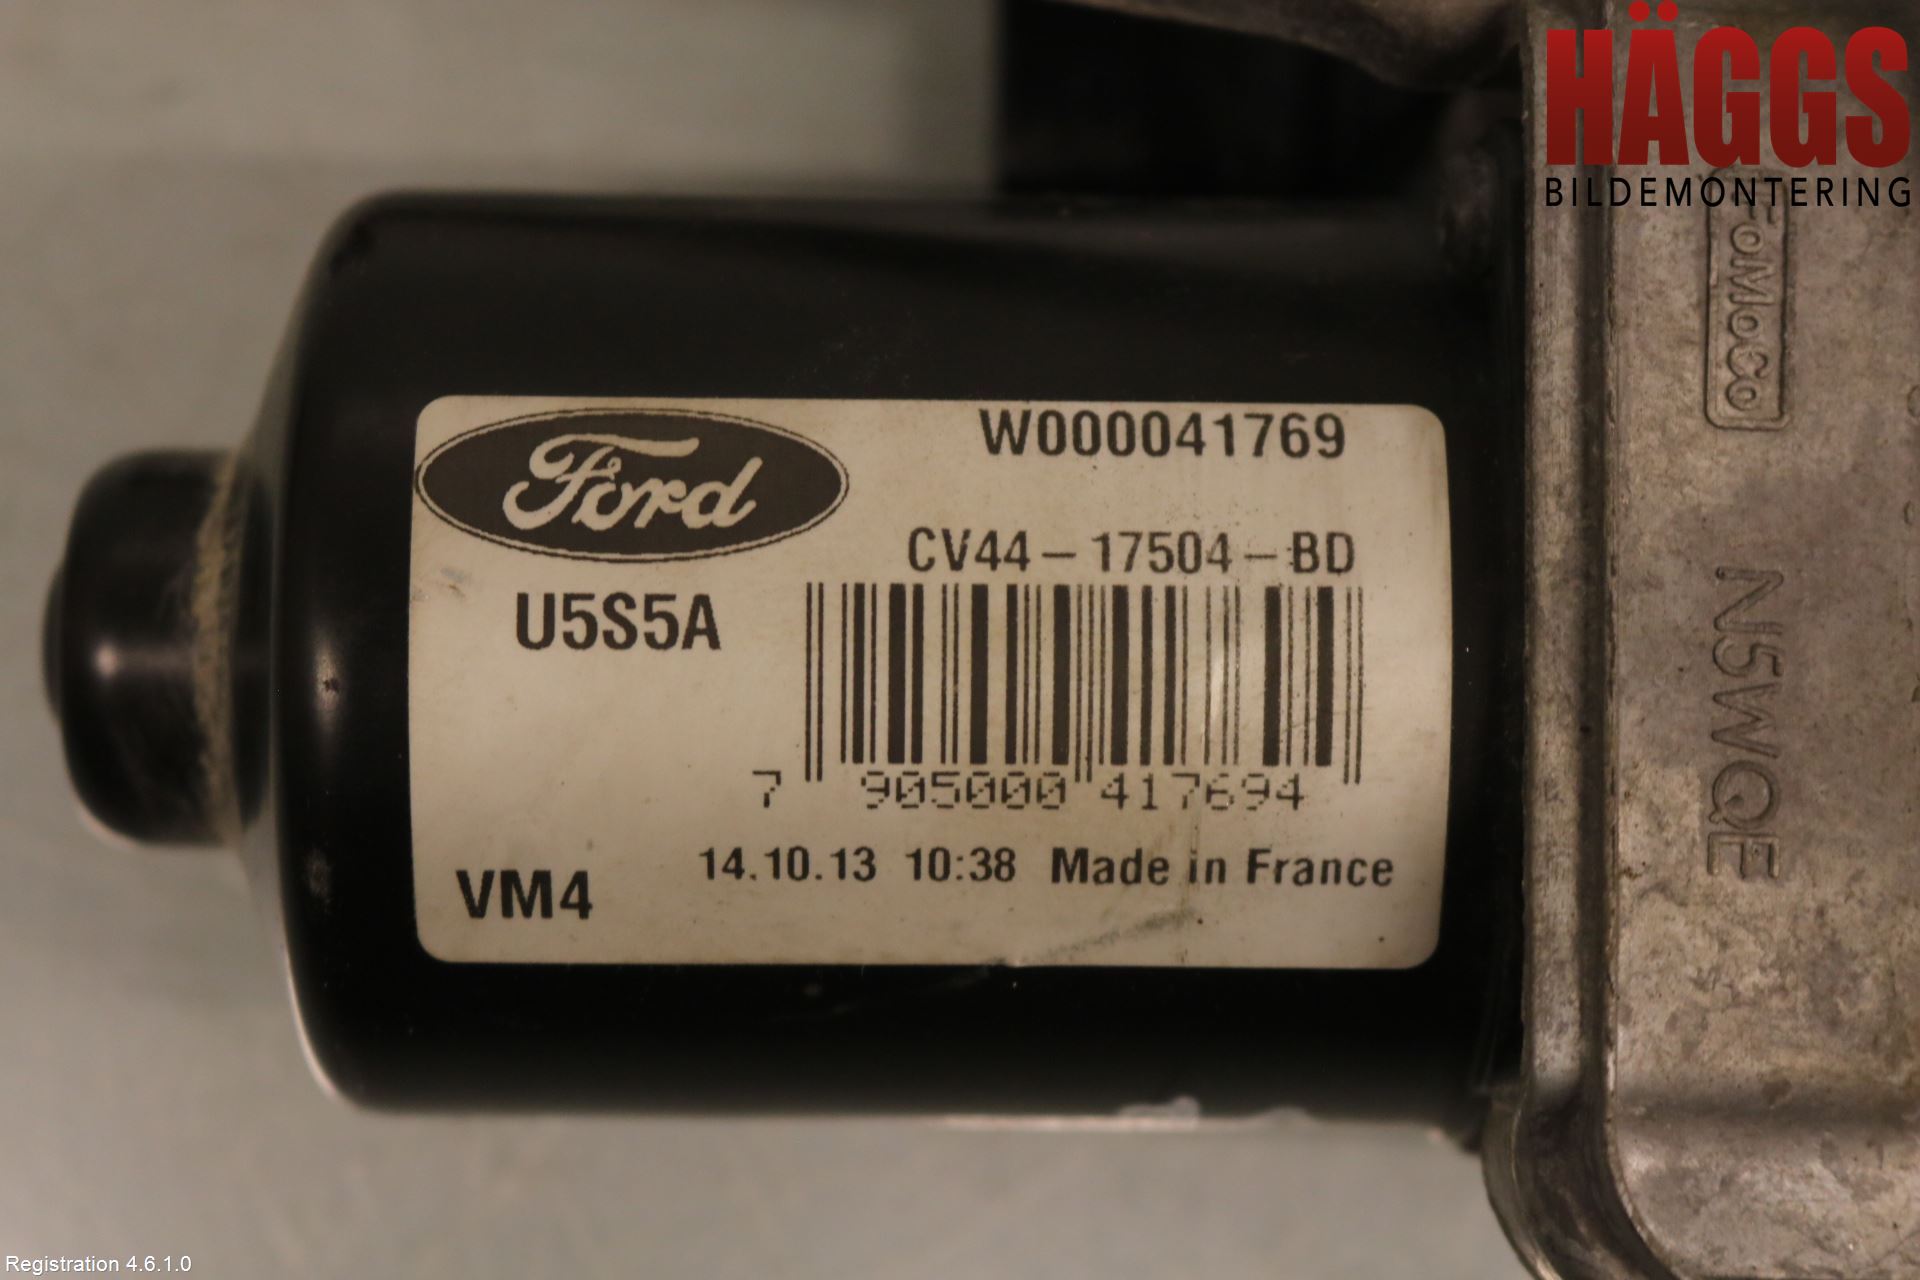 HÄGGS
BILDEMONTERING
FoMoCo
Ford
W000041769
CV44-17504-BD
U5S5A
7 905000 417694
14.10.13 10:38 Made in France
VM4
N5WQE
Registration 4.6.1.0